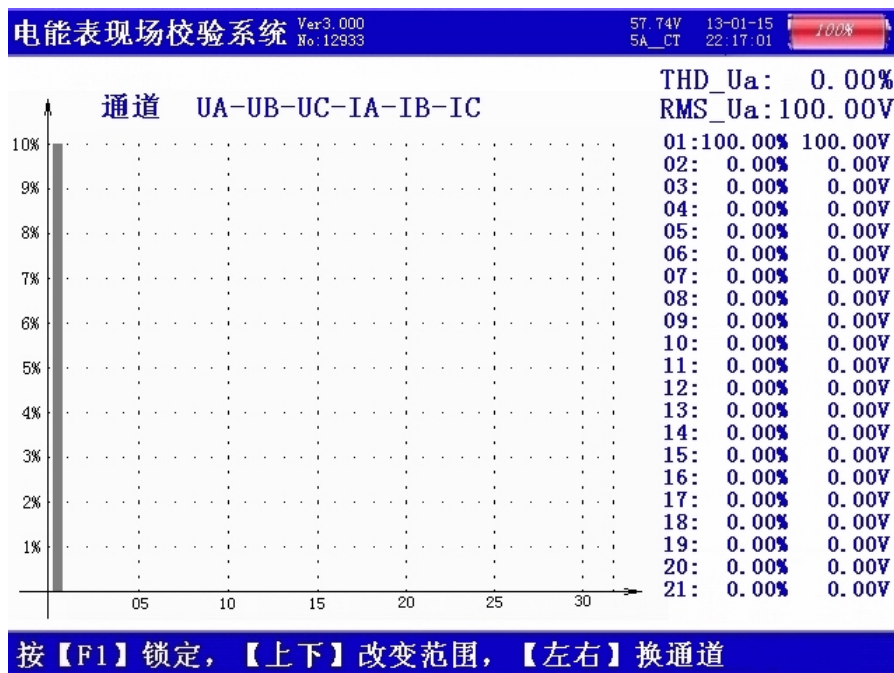 电能表现场校验系统 Ver3.000 57.74V 13-01-15 100%
No:12933 5A__CT 22:17:01
通道 UA-UB-UC-IA-IB-IC
10%
9%
8%
7%
6%
5%
4%
3%
2%
1%
05 10 15 20 25 30
THD_Ua: 0.00%
RMS_Ua:100.00V
01:100.00% 100.00V
02: 0.00% 0.00V
03: 0.00% 0.00V
04: 0.00% 0.00V
05: 0.00% 0.00V
06: 0.00% 0.00V
07: 0.00% 0.00V
08: 0.00% 0.00V
09: 0.00% 0.00V
10: 0.00% 0.00V
11: 0.00% 0.00V
12: 0.00% 0.00V
13: 0.00% 0.00V
14: 0.00% 0.00V
15: 0.00% 0.00V
16: 0.00% 0.00V
17: 0.00% 0.00V
18: 0.00% 0.00V
19: 0.00% 0.00V
20: 0.00% 0.00V
21: 0.00% 0.00V
按【F1】锁定，【上下】改变范围，【左右】换通道